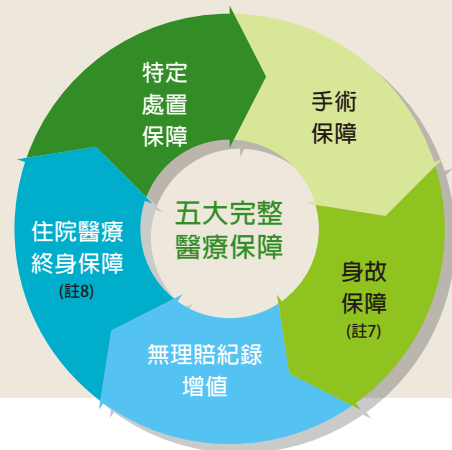 五大完整
醫療保障
特定
處置
保障
手術
保障
身故
保障
(註7)
無理賠紀錄
增值
住院醫療
終身保障
(註8)